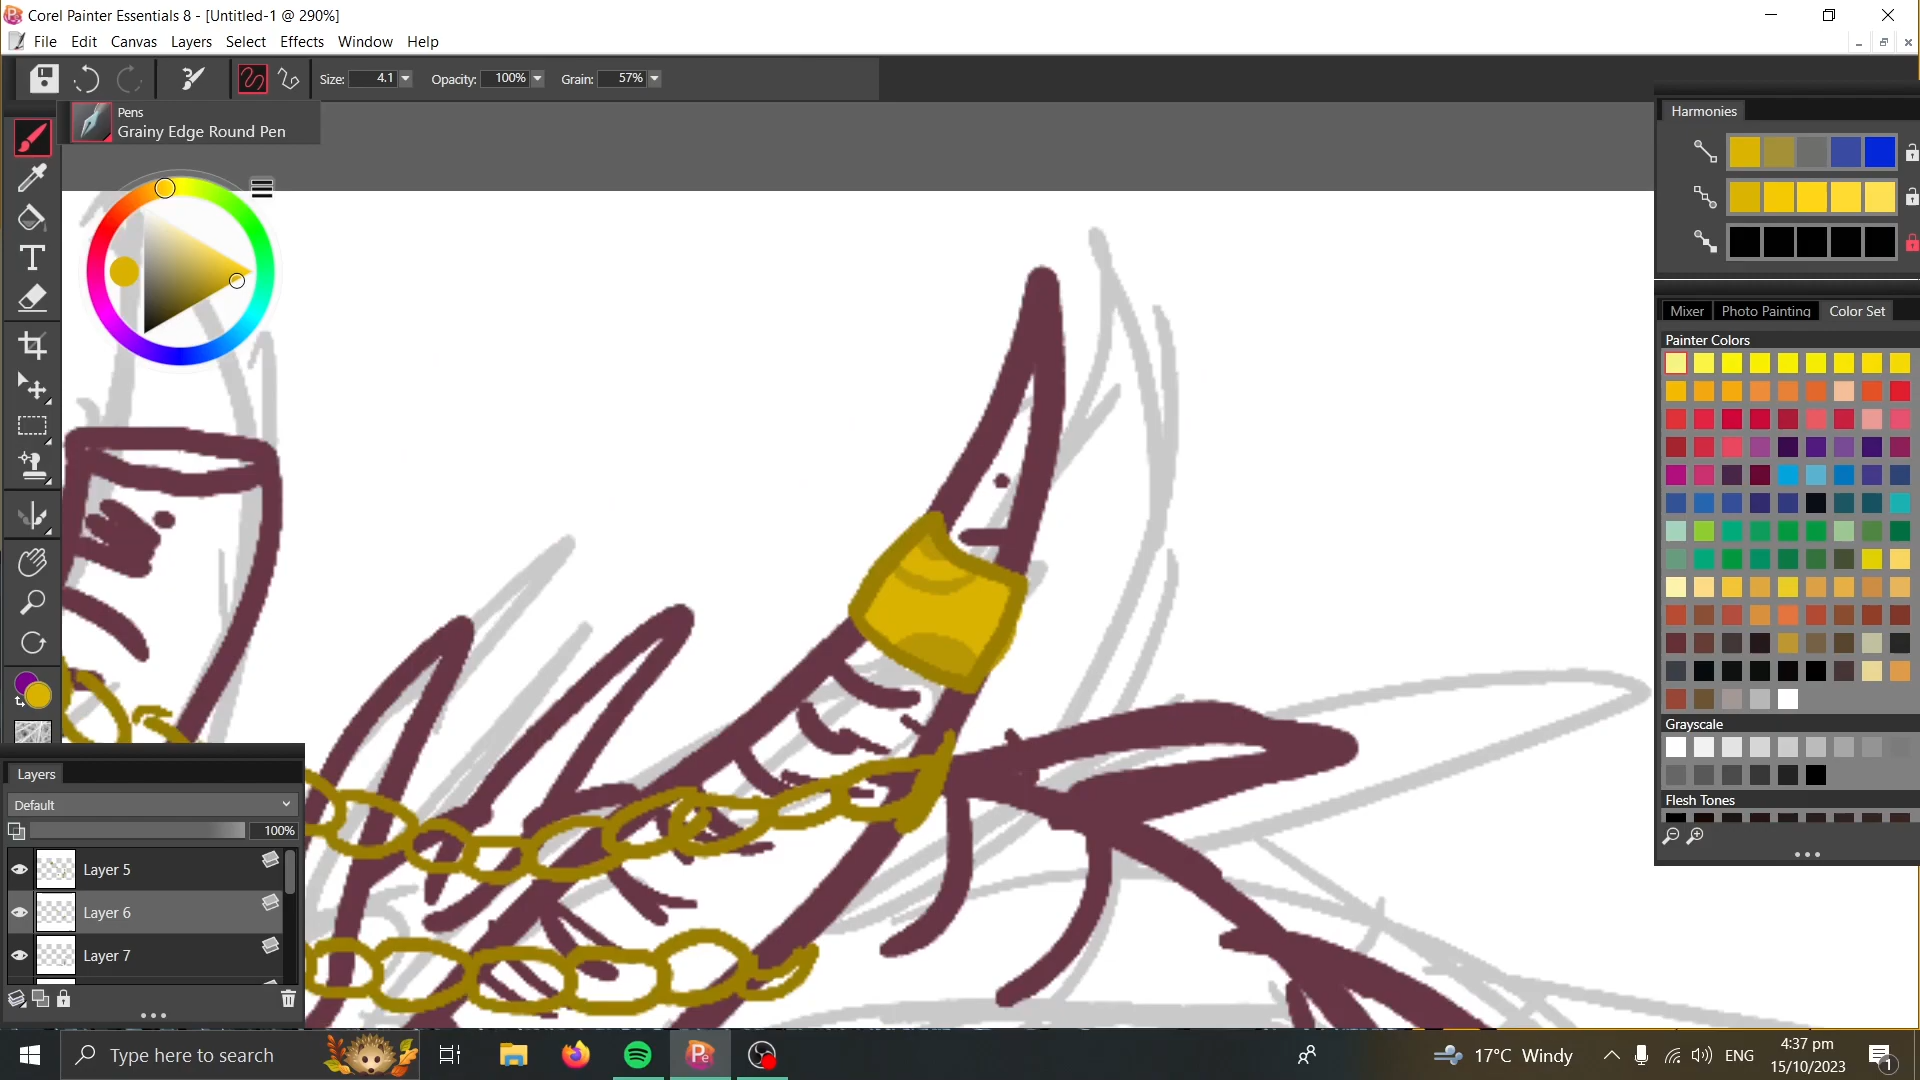 Corel Painter Essentials 8 - [Untitled-1 @ 290%]
File Edit Canvas Layers Select Effects Window Help
Size: 4.1 Opacity: 100% Grain: 57%
Pens
Grainy Edge Round Pen
Harmonies
Mixer Photo Painting Color Set
Painter Colors
Grayscale
Flesh Tones
Layers
Default
100%
Layer 5
Layer 6
Layer 7
Type here to search
17°C Windy
ENG
4:37 pm
15/10/2023
1